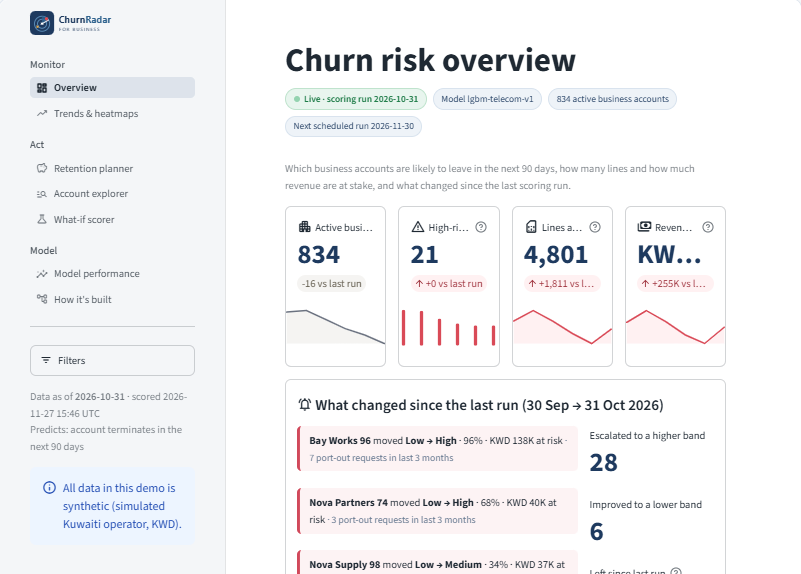 ChurnRadar
FOR BUSINESS
Monitor
Overview
Trends & heatmaps
Act
Retention planner
Account explorer
What-if scorer
Model
Model performance
How it's built
Filters
Data as of 2026-10-31 · scored 2026-
11-27 15:46 UTC
Predicts: account terminates in the
next 90 days
All data in this demo is
synthetic (simulated
Kuwaiti operator, KWD).
Churn risk overview
Live · scoring run 2026-10-31
Model lgbm-telecom-v1
834 active business accounts
Next scheduled run 2026-11-30
Which business accounts are likely to leave in the next 90 days, how many lines and how much
revenue are at stake, and what changed since the last scoring run.
Active busi...
834
-16 vs last run
High-ri...
21
↑ +0 vs last run
Lines a...
4,801
↑ +1,811 vs l...
Reven...
KW...
↑ +255K vs l...
What changed since the last run (30 Sep → 31 Oct 2026)
Bay Works 96 moved Low → High · 96% · KWD 138K at risk ·
7 port-out requests in last 3 months
Nova Partners 74 moved Low → High · 68% · KWD 40K at
risk · 3 port-out requests in last 3 months
Nova Supply 98 moved Low → Medium · 34% · KWD 37K at
Escalated to a higher band
28
Improved to a lower band
6
Left since last run